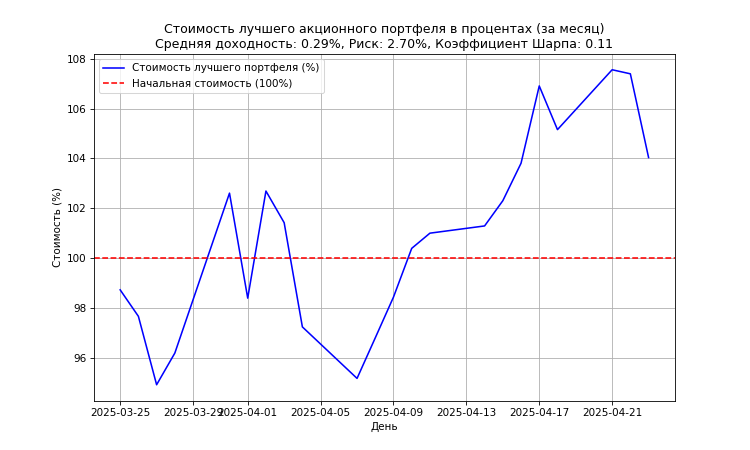 Стоимость лучшего акционного портфеля в процентах (за месяц)
Средняя доходность: 0.29%, Риск: 2.70%, Коэффициент Шарпа: 0.11
Стоимость лучшего портфеля (%)
Начальная стоимость (100%)
Стоимость (%)
108
106
104
102
100
98
96
2025-03-25 2025-03-29 2025-04-01 2025-04-05 2025-04-09 2025-04-13 2025-04-17 2025-04-21
День